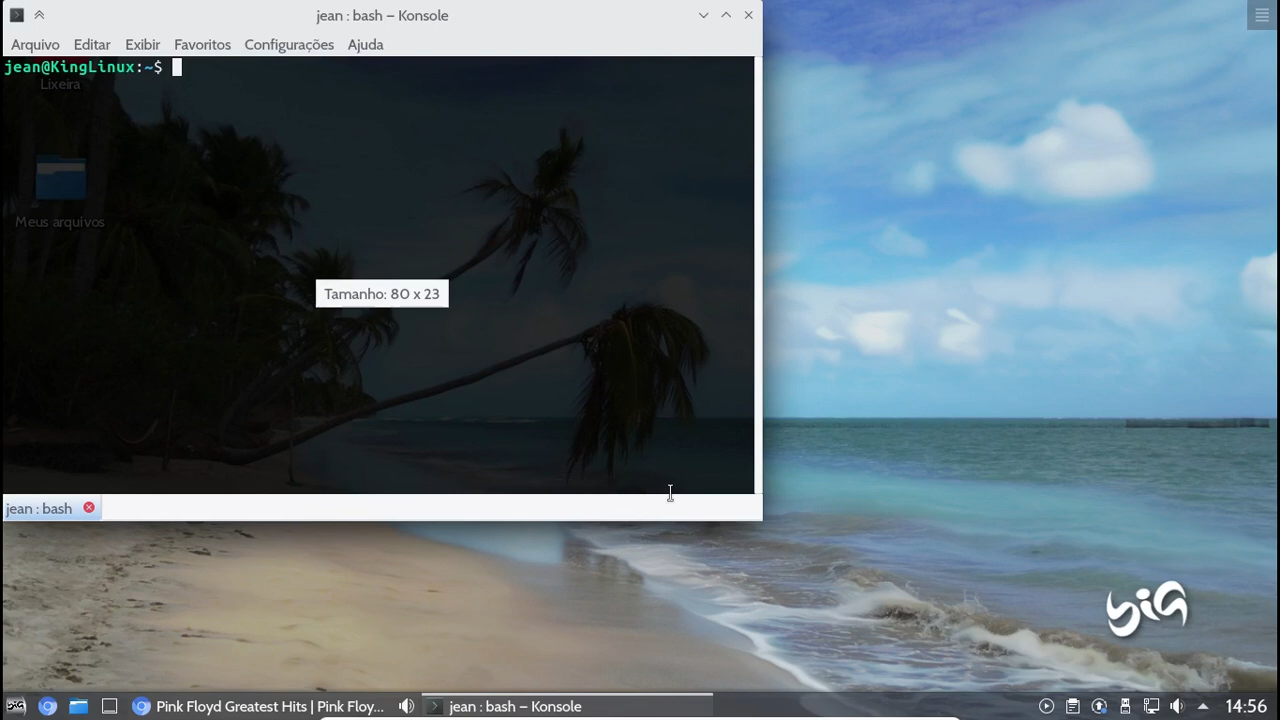 jean : bash – Konsole
Arquivo Editar Exibir Favoritos Configurações Ajuda
jean@KingLinux:~$
Lixeira
Meus arquivos
Tamanho: 80 x 23
jean : bash
BIG
Pink Floyd Greatest Hits | Pink Floy...
jean : bash – Konsole
14:56